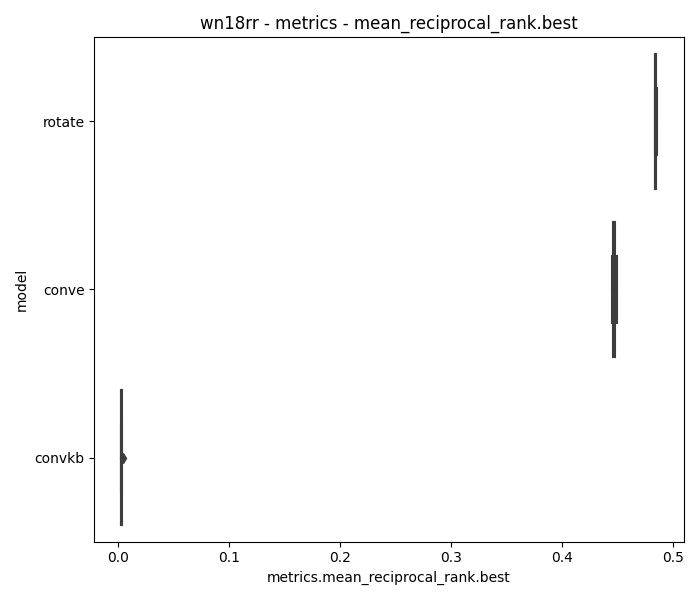 wn18rr - metrics - mean_reciprocal_rank.best
rotate
conve
convkb
model
0.0 0.1 0.2 0.3 0.4 0.5
metrics.mean_reciprocal_rank.best